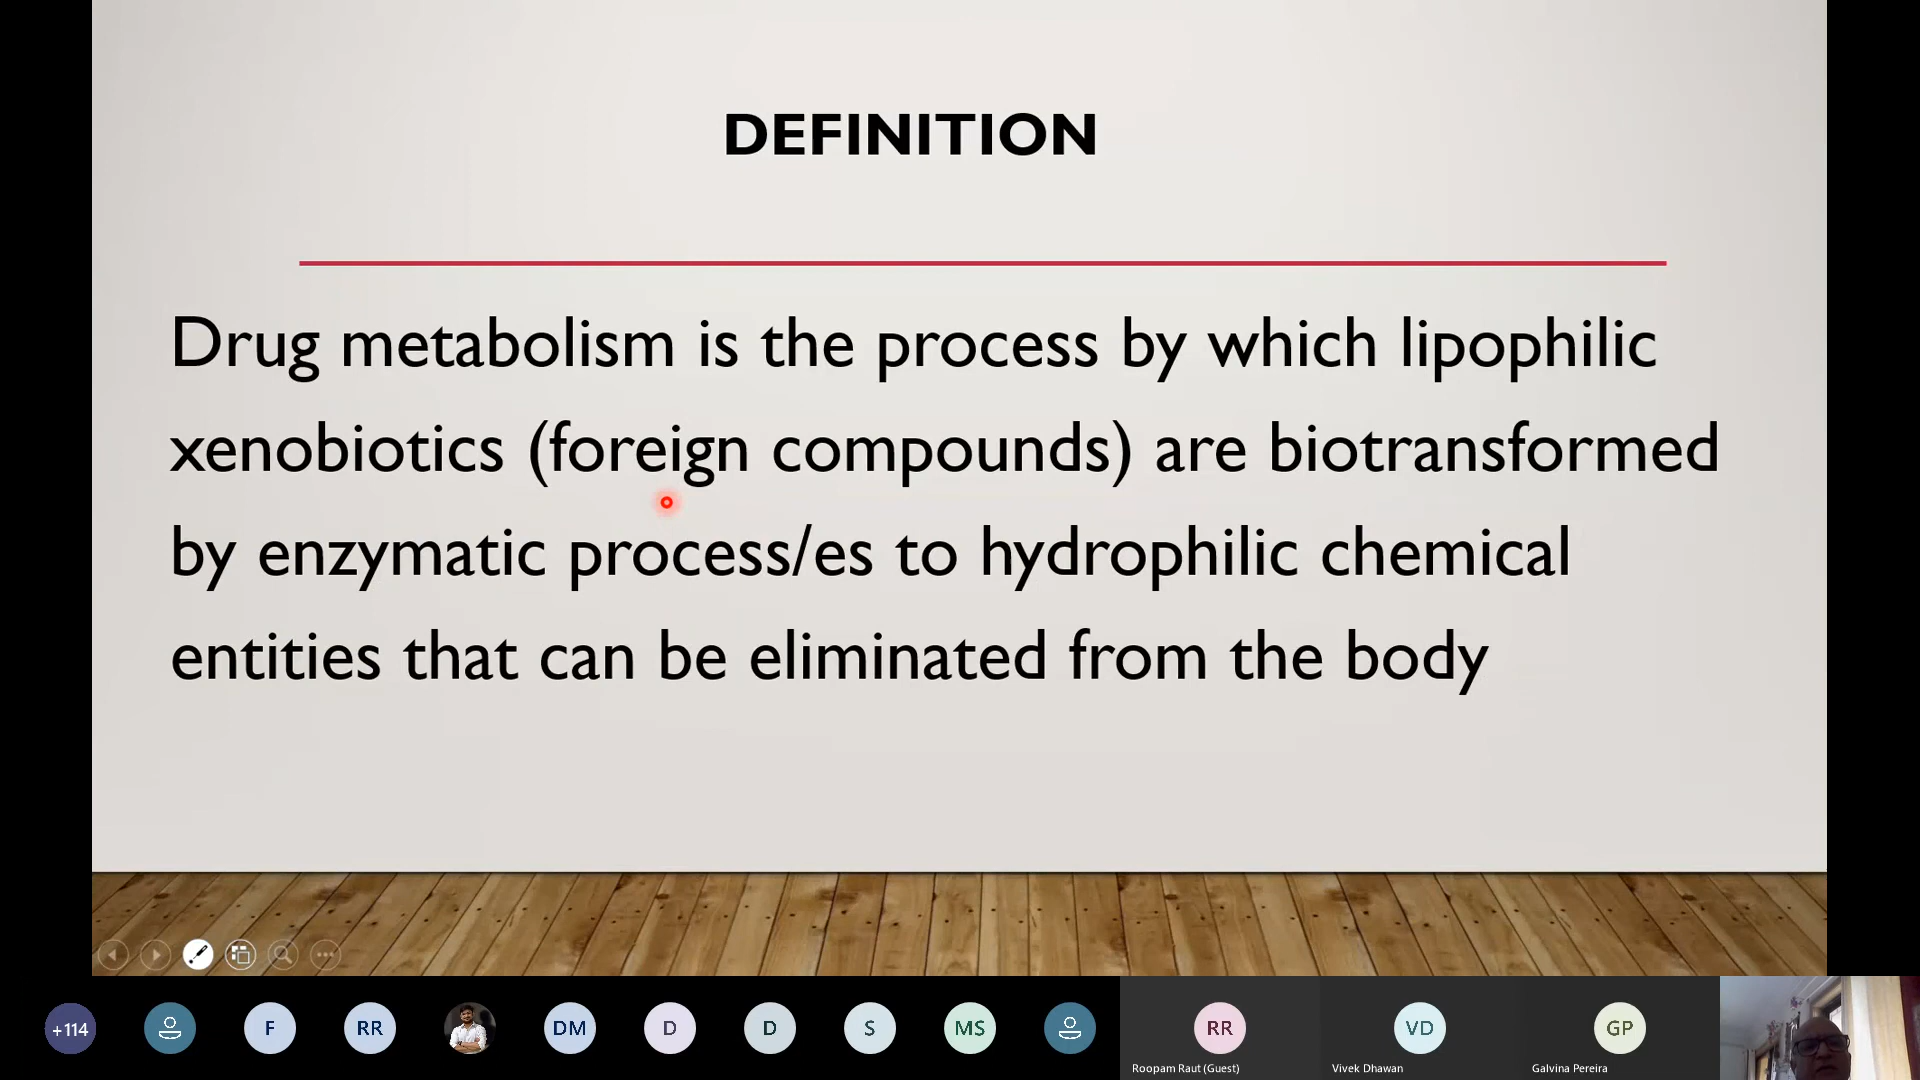 DEFINITION
Drug metabolism is the process by which lipophilic
xenobiotics (foreign compounds) are biotransformed
by enzymatic process/es to hydrophilic chemical
entities that can be eliminated from the body
+114
F
RR
DM
D
D
S
MS
RR
VD
GP
Roopam Raut (Guest)
Vivek Dhawan
Galvina Pereira